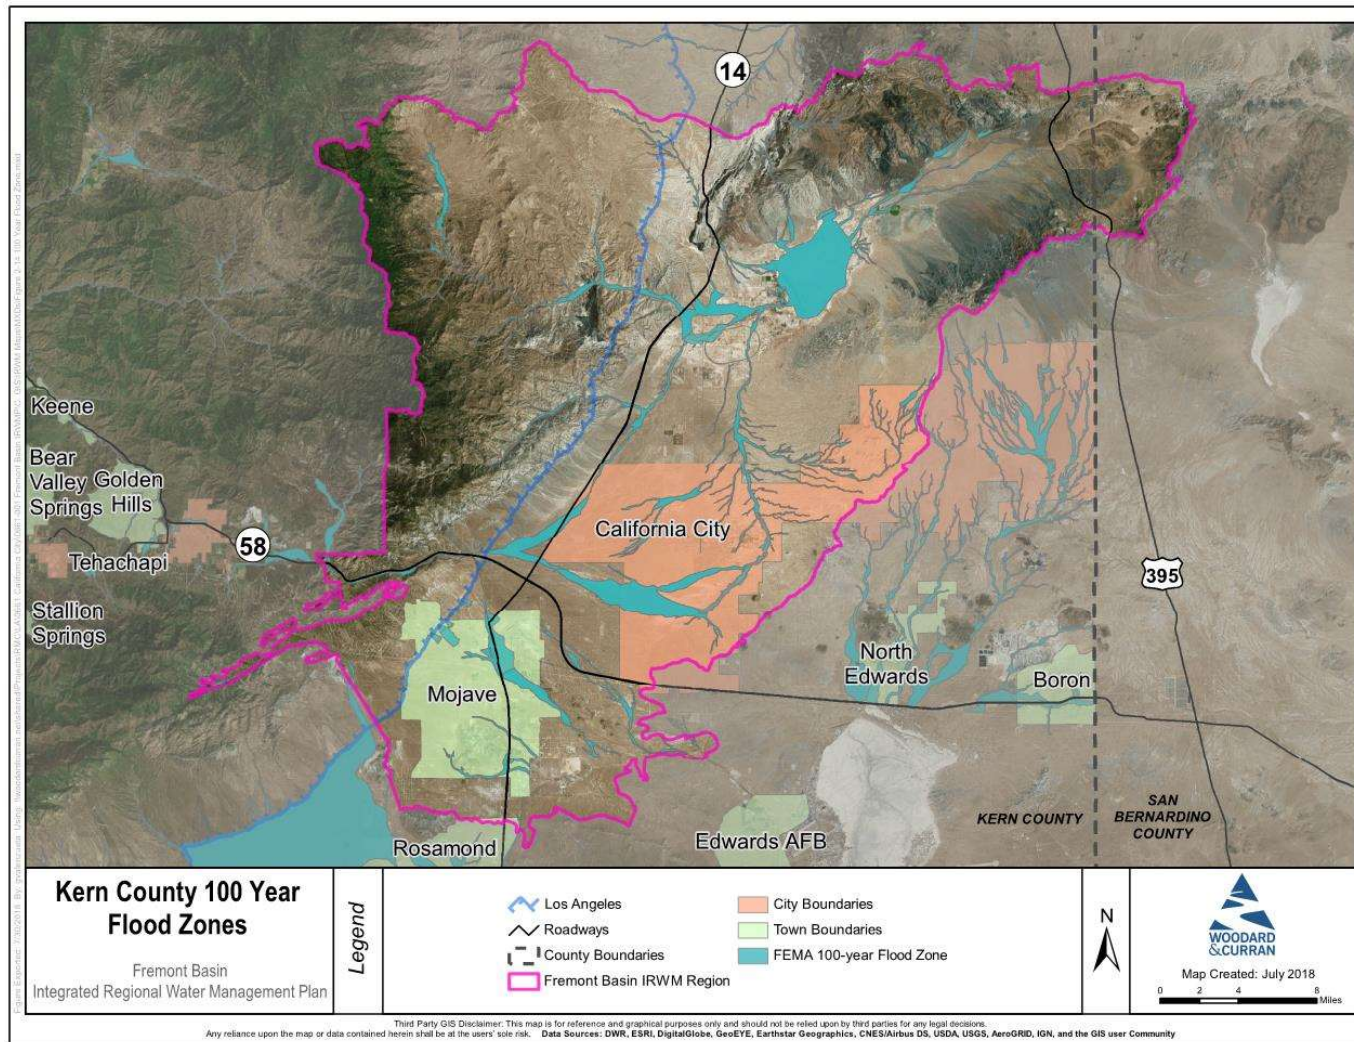 14
Keene
Bear
Valley
Springs
Golden
Hills
58
Tehachapi
Stallion
Springs
California City
395
Mojave
North
Edwards
Boron
Rosamond
Edwards AFB
KERN COUNTY
SAN
BERNARDINO
COUNTY
Kern County 100 Year
Flood Zones
Fremont Basin
Integrated Regional Water Management Plan
Legend
Los Angeles
Roadways
County Boundaries
Fremont Basin IRWM Region
City Boundaries
Town Boundaries
FEMA 100-year Flood Zone
N
WOODARD
&CURRAN
Map Created: July 2018
0 2 4 8
Miles
Third Party GIS Disclaimer: This map is for reference and graphical purposes only and should not be relied upon by third parties for any legal decisions.
Any reliance upon the map or data contained herein shall be at the users' sole risk. Data Sources: DWR, ESRI, DigitalGlobe, GeoEYE, Earthstar Geographics, CNES/Airbus DS, USDA, USGS, AeroGRID, IGN, and the GIS user Community